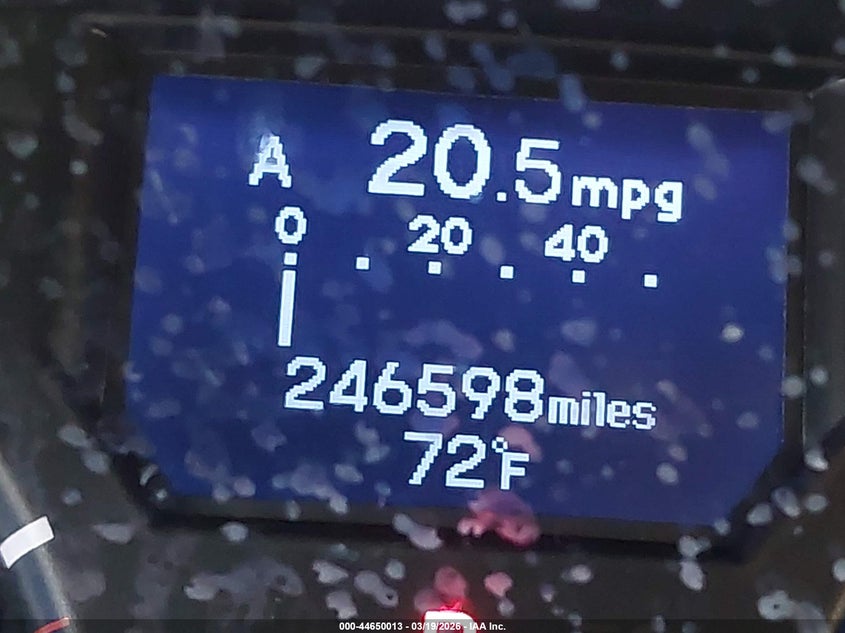 A 20.5mpg
0 20 40
246598miles
72°F
000-44650013 - 03/19/2026 - IAA Inc.